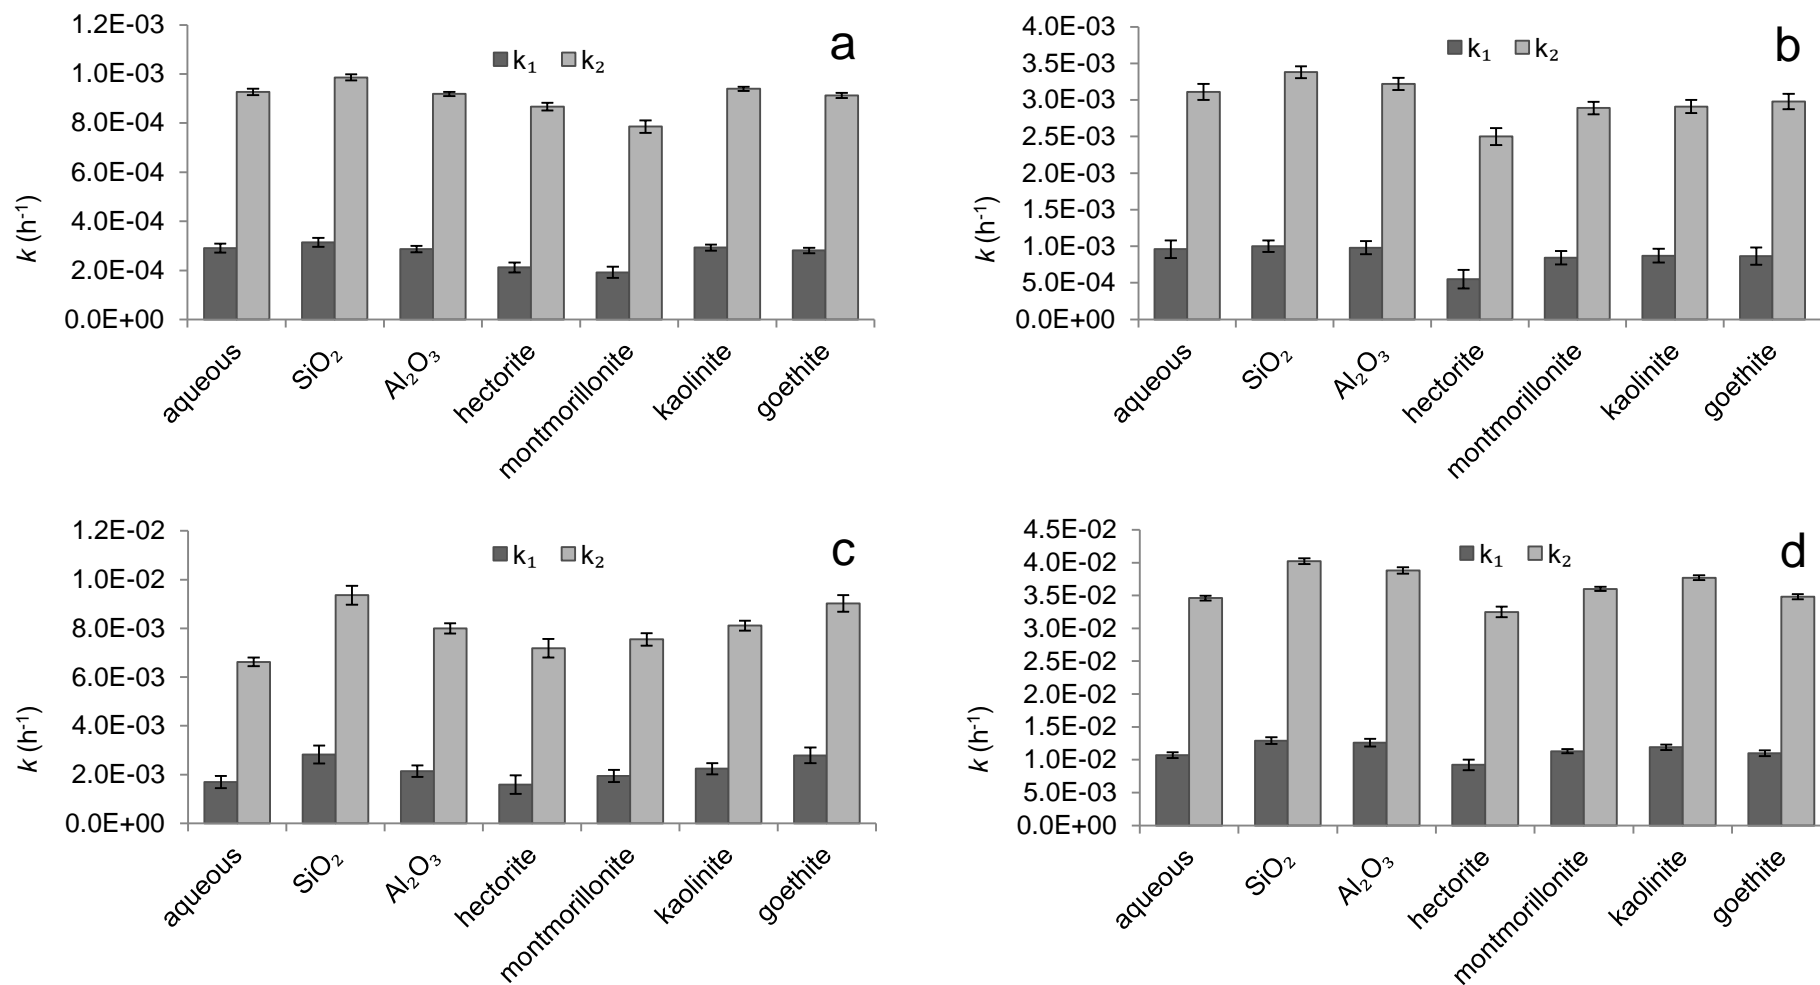 a
k₁ k₂
1.2E-03
1.0E-03
8.0E-04
6.0E-04
4.0E-04
2.0E-04
0.0E+00
k (h⁻¹)
aqueous
SiO₂
Al₂O₃
hectorite
montmorillonite
kaolinite
goethite
b
k₁ k₂
4.0E-03
3.5E-03
3.0E-03
2.5E-03
2.0E-03
1.5E-03
1.0E-03
5.0E-04
0.0E+00
k (h⁻¹)
aqueous
SiO₂
Al₂O₃
hectorite
montmorillonite
kaolinite
goethite
c
k₁ k₂
1.2E-02
1.0E-02
8.0E-03
6.0E-03
4.0E-03
2.0E-03
0.0E+00
k (h⁻¹)
aqueous
SiO₂
Al₂O₃
hectorite
montmorillonite
kaolinite
goethite
d
k₁ k₂
4.5E-02
4.0E-02
3.5E-02
3.0E-02
2.5E-02
2.0E-02
1.5E-02
1.0E-02
5.0E-03
0.0E+00
k (h⁻¹)
aqueous
SiO₂
Al₂O₃
hectorite
montmorillonite
kaolinite
goethite